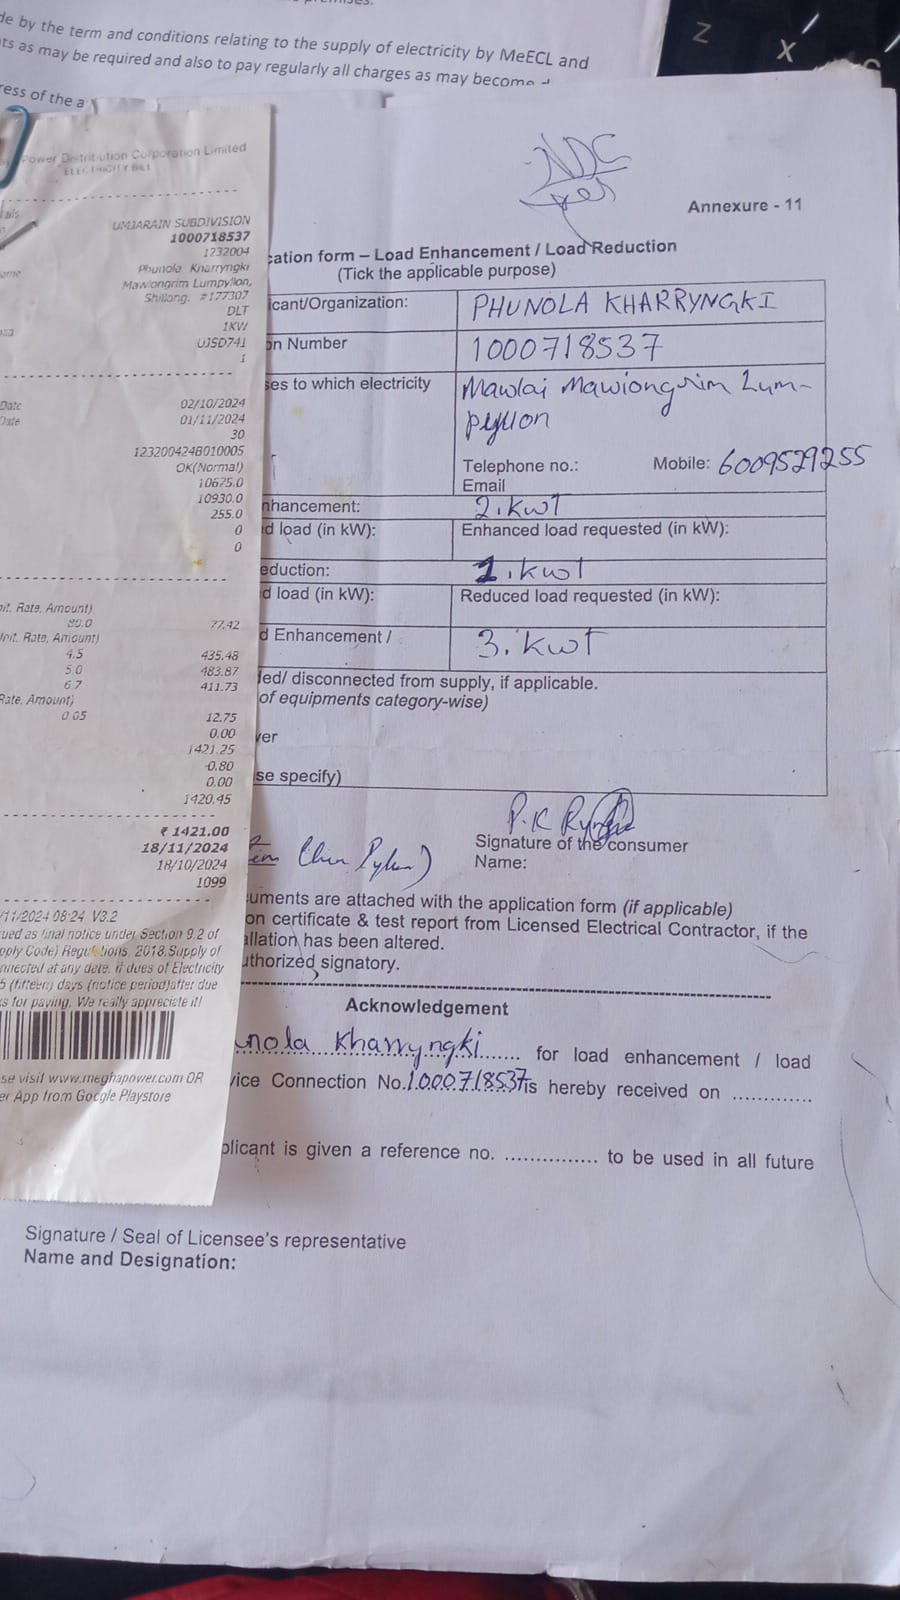 de by the term and conditions relating to the supply of electricity by MeECL and
ts as may be required and also to pay regularly all charges as may become
ress of the a
Power Distribution Corporation Limited
ELECTRICITY BILL
UMJARAIN SUBDIVISION
1000718537
1232004
Phunola Kharryngki
Mawiongrim Lumpyllon,
Shillong. #177307
DLT
1KW
UJSD741
1
Date 02/10/2024
Date 01/11/2024
30
123200424B010005
OK(Normal)
10675.0
10930.0
255.0
0
0
nit. Rate, Amount)
80.0 77.42
Unit. Rate, Amount)
4.5 435.48
5.0 483.87
6.7 411.73
Rate, Amount)
0.05 12.75
0.00
1421.25
-0.80
0.00
1420.45
₹ 1421.00
18/11/2024
18/10/2024
1099
/11/2024 08:24 V3.2
ued as final notice under Section 9.2 of
pply Code) Regulations, 2018.Supply of
nnected at any date, if dues of Electricity
5 (fifteen) days (notice period)after due
s for paying. We really appreciate it!
se visit www.meghapower.com OR
er App from Google Playstore
NDC
yes
Annexure - 11
cation form – Load Enhancement / Load Reduction
(Tick the applicable purpose)
icant/Organization: PHUNOLA KHARRYNGKI
on Number 1000718537
ses to which electricity Mawlai Mawiongrim Lum-
pyllon
Telephone no.: Mobile: 6009529255
Email
nhancement: 2.kwT
d load (in kW): Enhanced load requested (in kW):
eduction: 1.kwT
d load (in kW): Reduced load requested (in kW):
d Enhancement / 3.kwT
ed/ disconnected from supply, if applicable.
of equipments category-wise)
ver
se specify)
P.K Ryngki
Signature of the consumer
Name:
uments are attached with the application form (if applicable)
on certificate & test report from Licensed Electrical Contractor, if the
allation has been altered.
uthorized signatory.
Acknowledgement
unola Kharryngki....... for load enhancement / load
vice Connection No.1000718537is hereby received on .............
plicant is given a reference no. ............... to be used in all future
Signature / Seal of Licensee's representative
Name and Designation:
Z
X